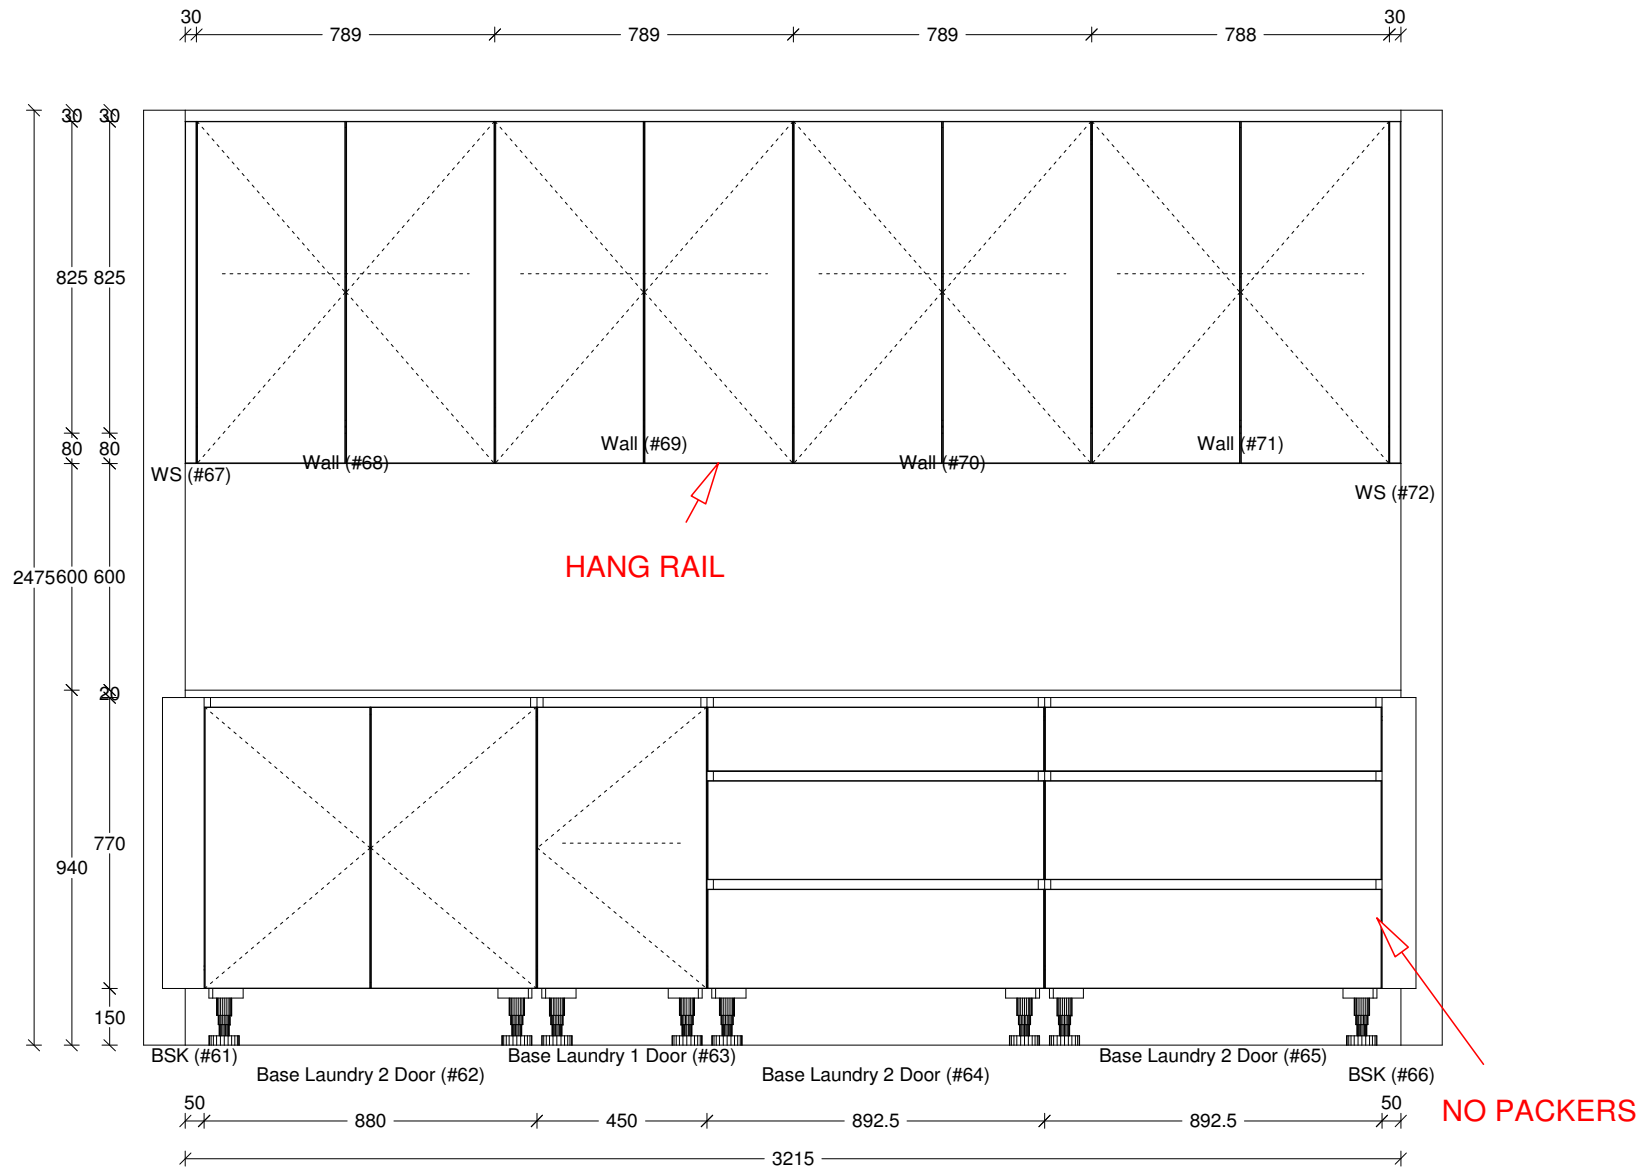 30 30
789 789 789 788
30 30
825 825
80 80
Wall (#69) Wall (#71)
Wall (#68) Wall (#70)
WS (#67)
WS (#72)
HANG RAIL
2475 600 600
20
770
940
150
BSK (#61) Base Laundry 1 Door (#63) Base Laundry 2 Door (#65)
Base Laundry 2 Door (#62) Base Laundry 2 Door (#64) BSK (#66)
50 50
NO PACKERS
880 450 892.5 892.5
3215